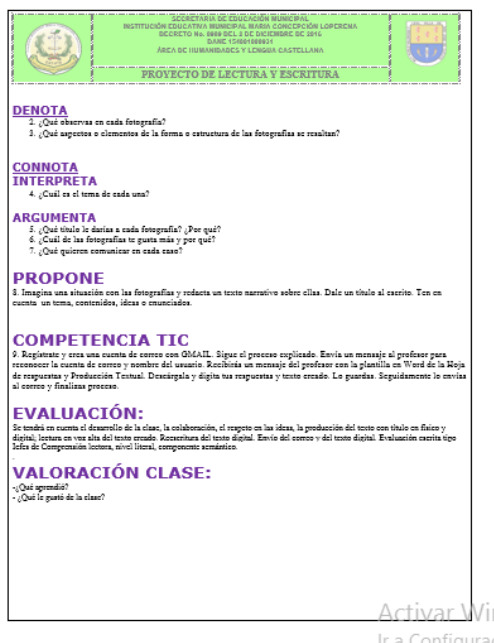 SECRETARIA DE EDUCACIÓN MUNICIPAL
INSTITUCIÓN EDUCATIVA MUNICIPAL MARIA CONCEPCIÓN LOPERENA
DECRETO No. 0969 DEL 2 DE DICIEMBRE DE 2016
ÁREA DE HUMANIDADES Y LENGUA CASTELLANA
PROYECTO DE LECTURA Y ESCRITURA
DENOTA
2. ¿Qué observas en cada fotografía?
3. ¿Qué aspectos o elementos de la forma o estructura de las fotografías se resaltan?
CONNOTA
INTERPRETA
4. ¿Cuál es el tema de cada una?
ARGUMENTA
5. ¿Qué título le darías a cada fotografía? ¿Por qué?
6. ¿Cuál de las fotografías te gusta más y por qué?
7. ¿Qué quieren comunicar en cada caso?
PROPONE
8. Imagina una situación con las fotografías y redacta un texto narrativo sobre ellas. Dale un título al escrito. Ten en
cuenta un tema, contenidos, ideas o enunciados.
COMPETENCIA TIC
9. Regístrate y crea una cuenta de correo con GMAIL. Sigue el proceso explicado. Envía un mensaje al profesor para
reconocer la cuenta de correo y nombre del usuario. Recibirás un mensaje del profesor con la plantilla en Word de la Hoja
de respuestas y Producción Textual. Descárgala y digita tus respuestas y texto creado. Lo guardas. Seguidamente lo envías
al correo y finalizas proceso.
EVALUACIÓN:
Se tendrá en cuenta el desarrollo de la clase, la colaboración, el respeto en las ideas, la producción del texto con título en físico y
digital, lectura en voz alta del texto creado. Reescritura del texto digital. Envío del correo y del texto digital. Evaluación escrita tipo
Icfes de Comprensión lectora, nivel literal, componente semántico.
VALORACIÓN CLASE:
-¿Qué aprendió?
- ¿Qué le gustó de la clase?
Activar Win
Ir a Configurac